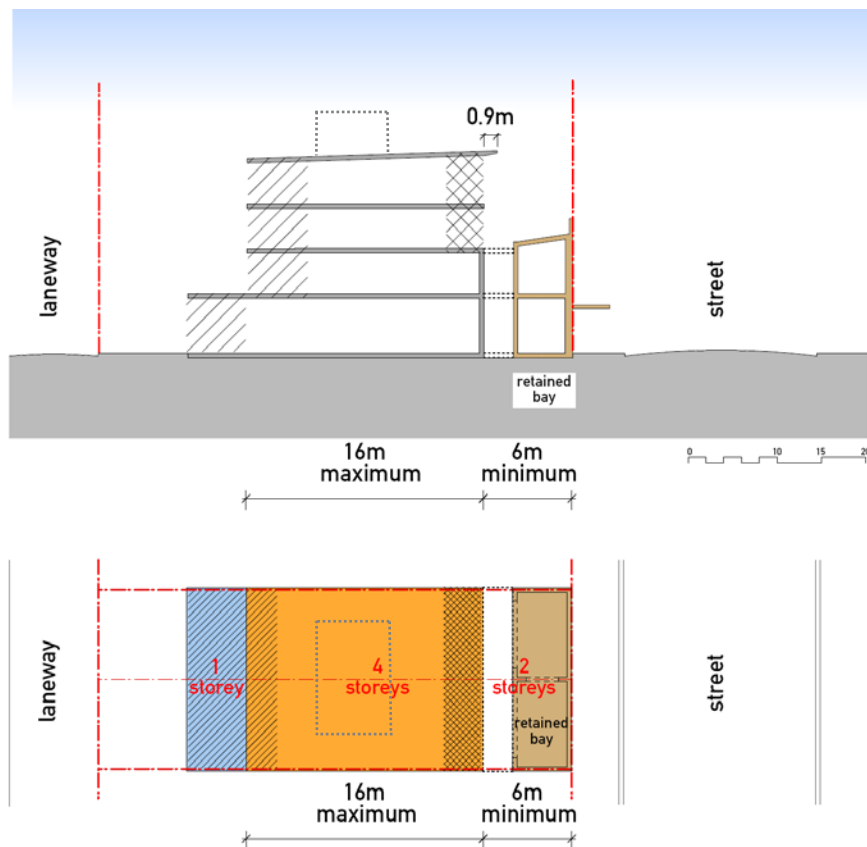 0.9m
laneway
street
retained
bay
16m
maximum
6m
minimum
0
10
15
20
laneway
1
storey
4
storeys
2
storeys
retained
bay
street
16m
maximum
6m
minimum